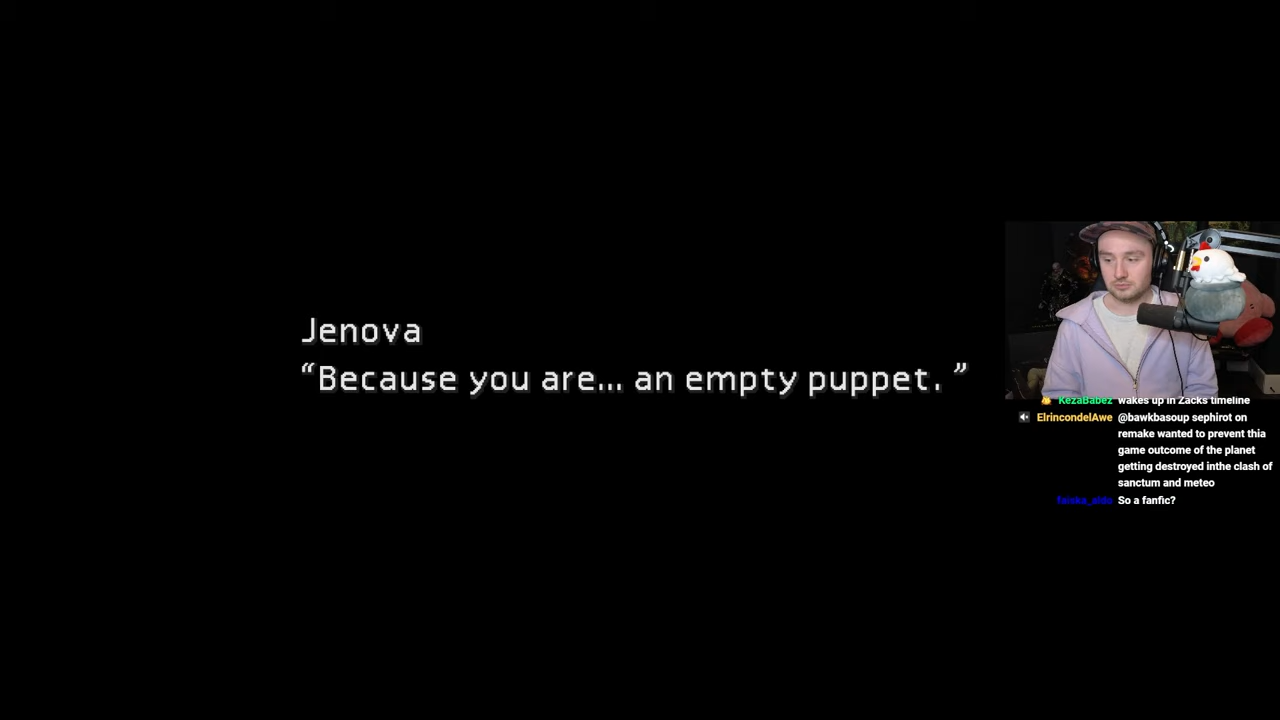 Jenova
“Because you are... an empty puppet. ”
KezaBabez wakes up in Zacks timeline
ElrincondelAwe @bawkbasoup sephirot on
remake wanted to prevent thia
game outcome of the planet
getting destroyed inthe clash of
sanctum and meteo
So a fanfic?